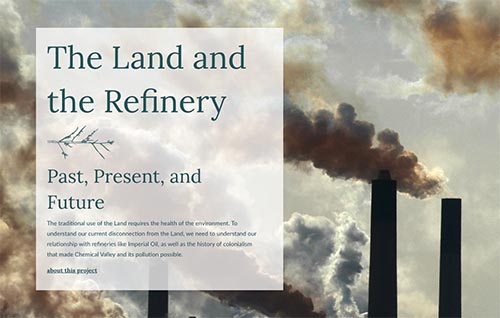 The Land and
the Refinery
Past, Present, and
Future
The traditional use of the Land requires the health of the environment. To
understand our current disconnection from the Land, we need to understand our
relationship with refineries like Imperial Oil, as well as the history of colonialism
that made Chemical Valley and its pollution possible.
about this project